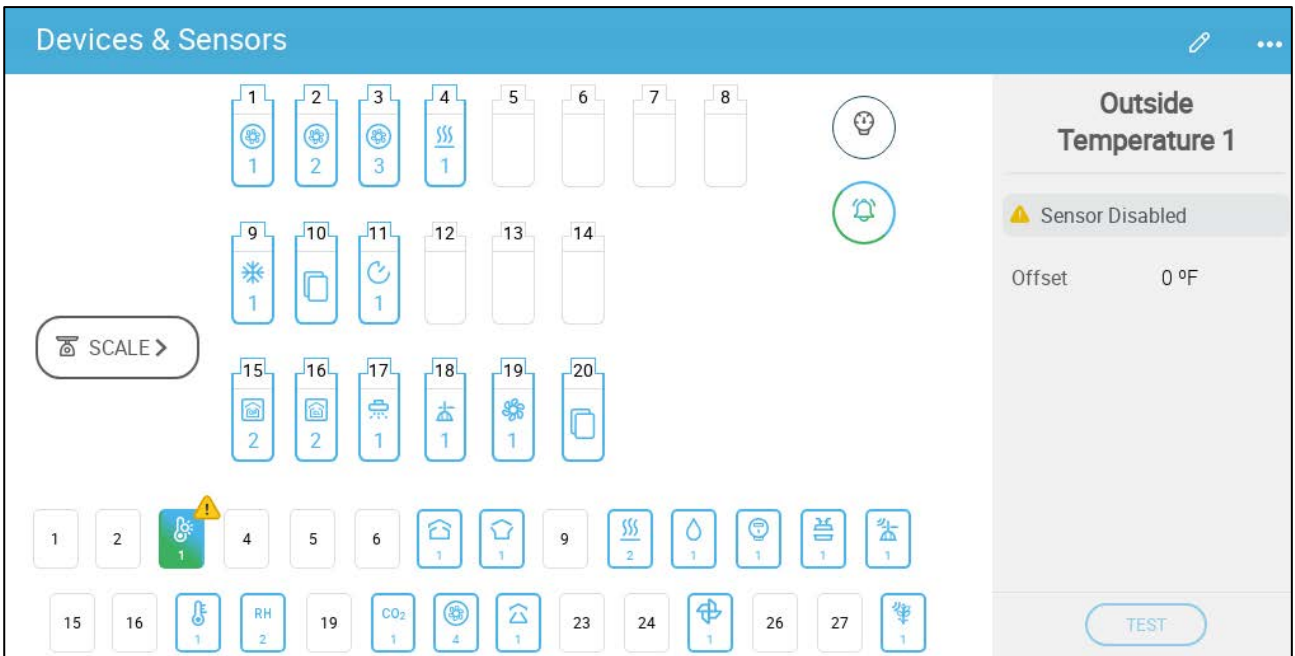 Devices & Sensors
1 2 3 4 5 6 7 8
1 2 3 1
Outside
Temperature 1
Sensor Disabled
Offset 0 ºF
9 10 11 12 13 14
1 1
SCALE
15 16 17 18 19 20
2 2 1 1 1
1 2 1 4 5 6 1 1 9 2 1 1 1 1
15 16 1 RH 2 19 CO₂ 1 4 1 23 24 1 26 27 1
TEST